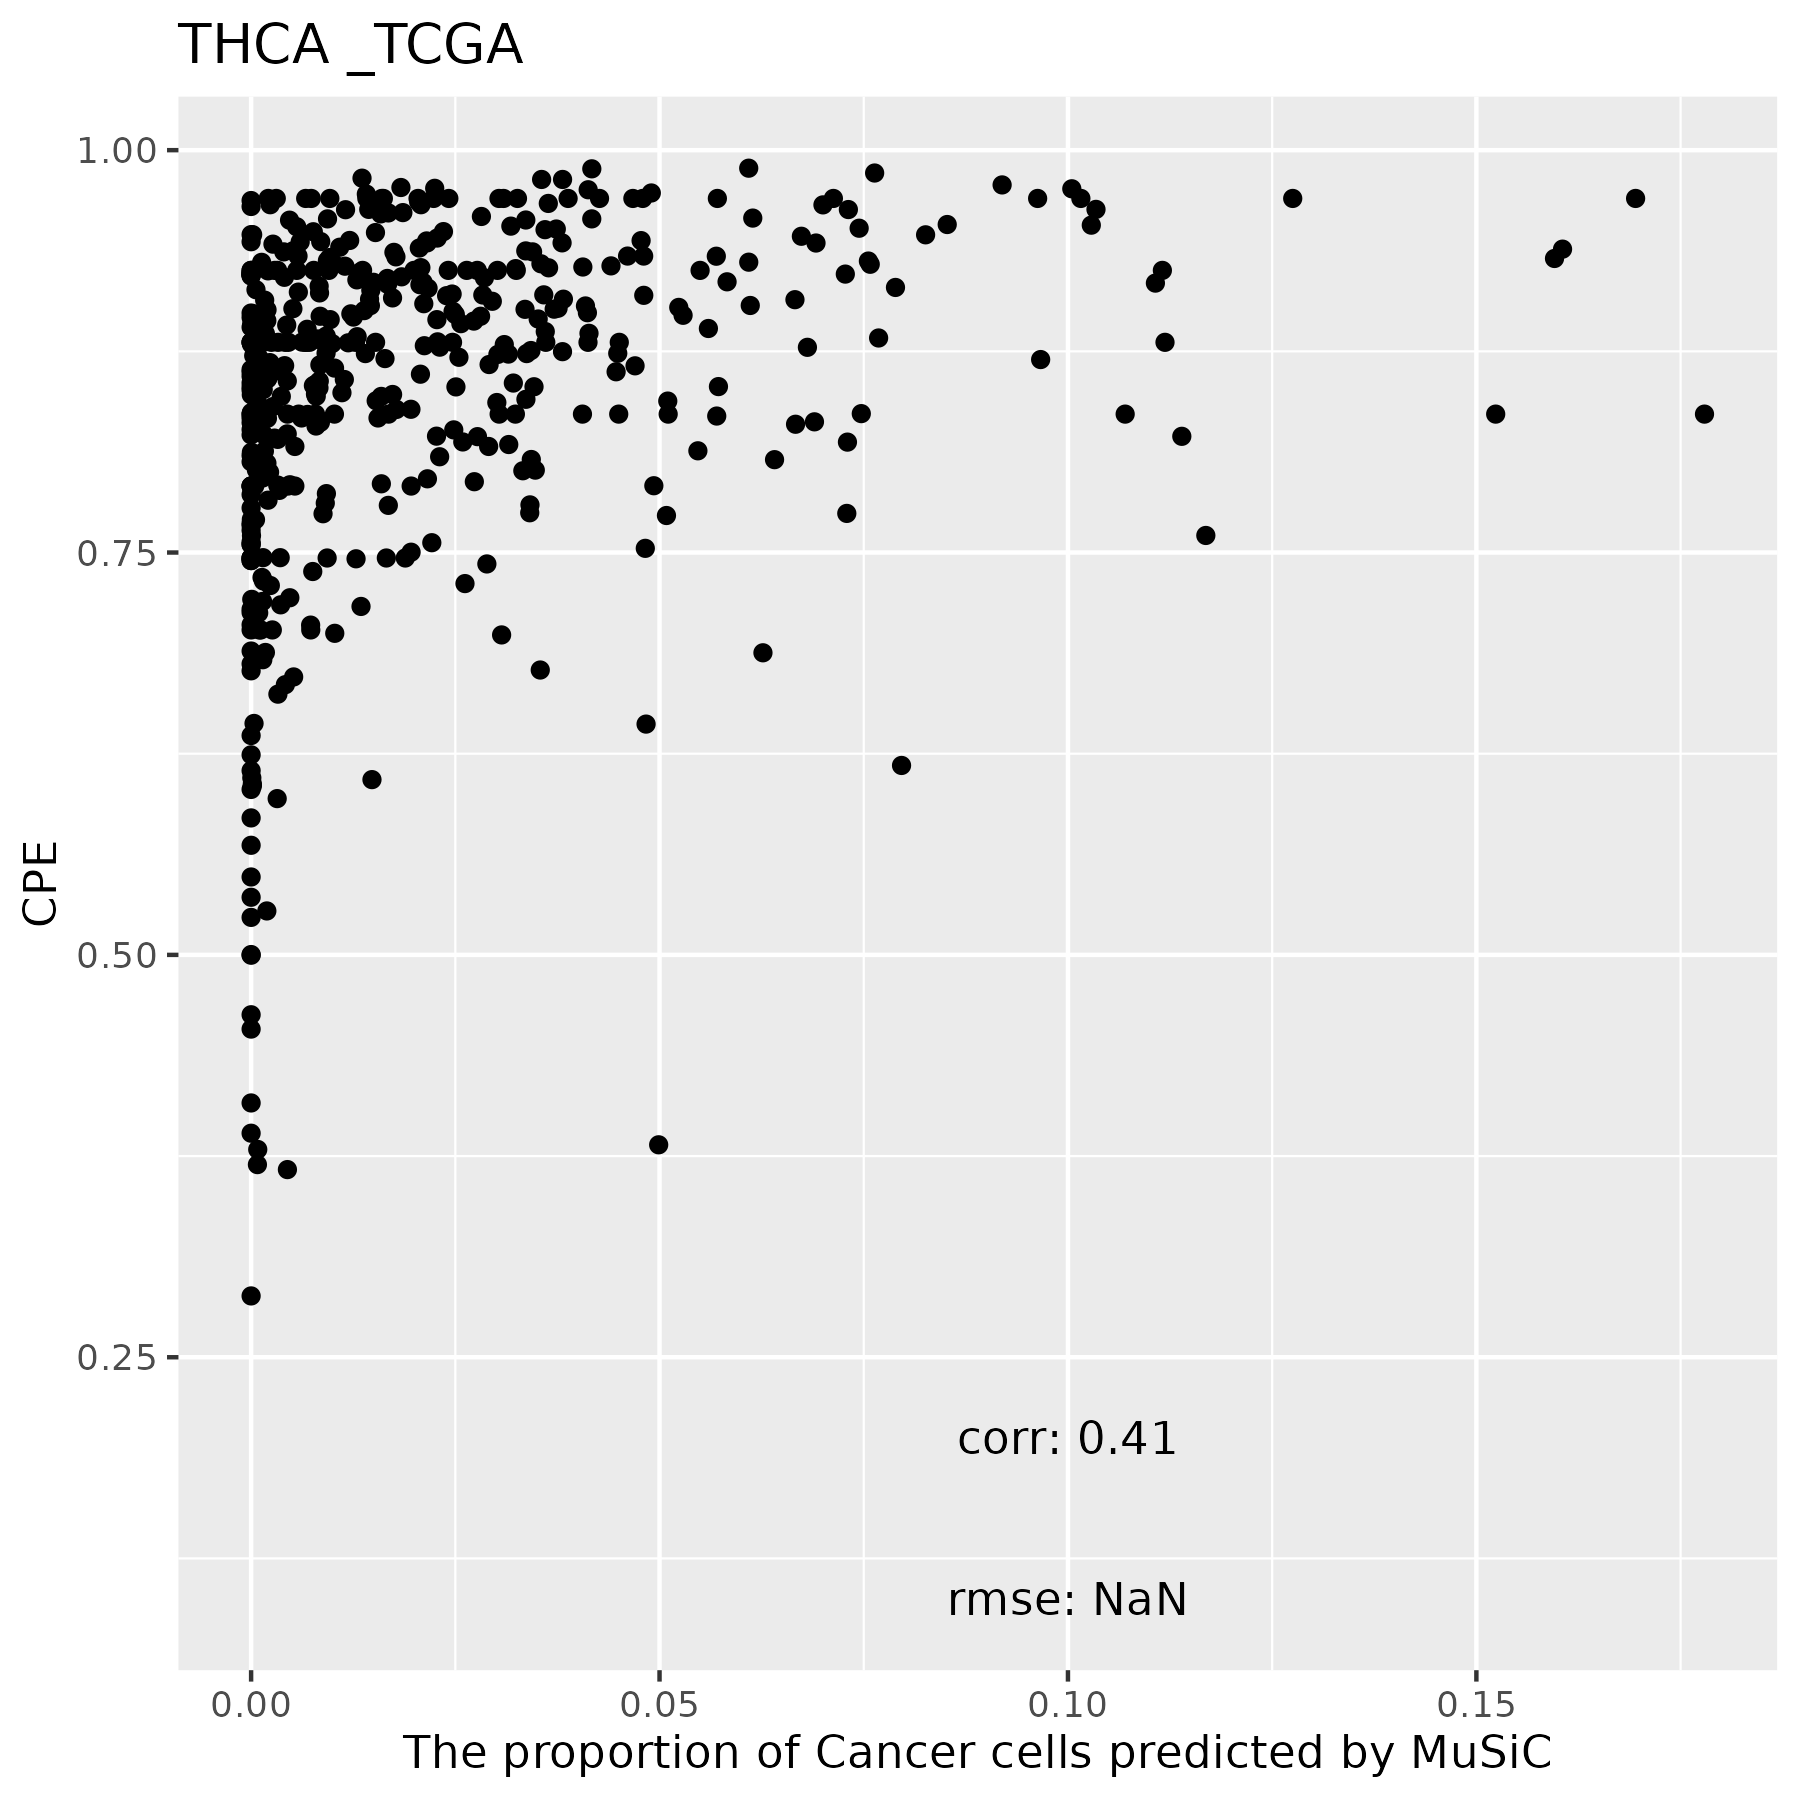 THCA _TCGA
1.00
0.75
CPE
0.50
0.25
corr: 0.41
rmse: NaN
0.00 0.05 0.10 0.15
The proportion of Cancer cells predicted by MuSiC